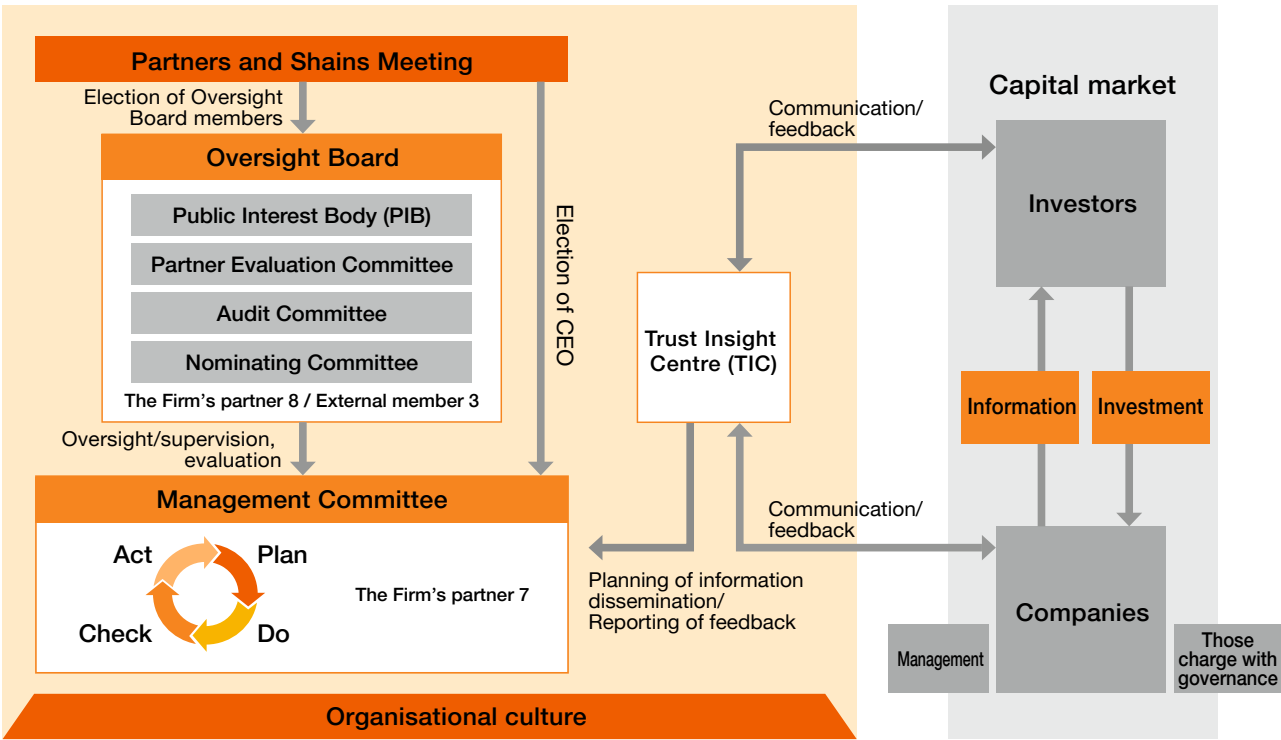 Partners and Shains Meeting
Election of Oversight
Board members
Oversight Board
Public Interest Body (PIB)
Partner Evaluation Committee
Audit Committee
Nominating Committee
The Firm's partner 8 / External member 3
Oversight/supervision,
evaluation
Election of CEO
Management Committee
Act
Plan
Check
Do
The Firm's partner 7
Organisational culture
Communication/
feedback
Trust Insight
Centre (TIC)
Communication/
feedback
Planning of information
dissemination/
Reporting of feedback
Capital market
Investors
Information
Investment
Companies
Management
Those
charge with
governance